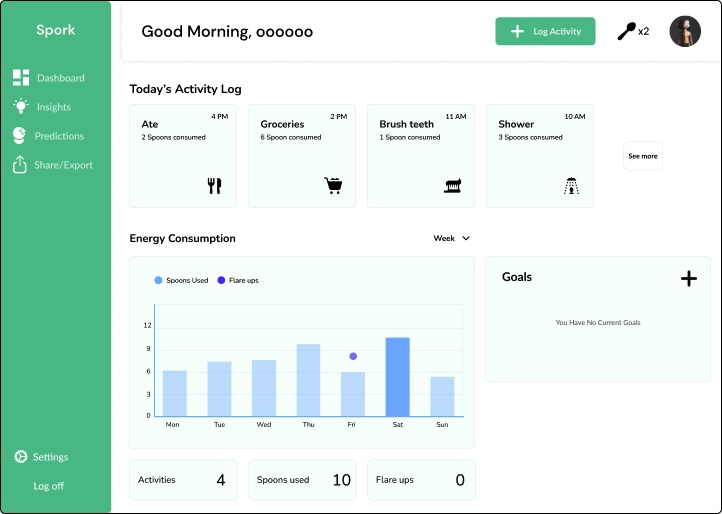 Spork
Dashboard
Insights
Predictions
Share/Export
Settings
Log off
Good Morning, oooooo
Log Activity
x2
Today's Activity Log
4 PM
Ate
2 Spoons consumed
2 PM
Groceries
6 Spoon consumed
11 AM
Brush teeth
1 Spoon consumed
10 AM
Shower
3 Spoons consumed
See more
Energy Consumption
Week
Spoons Used
Flare ups
12
9
6
3
0
Mon Tue Wed Thu Fri Sat Sun
Goals
You Have No Current Goals
Activities 4
Spoons used 10
Flare ups 0